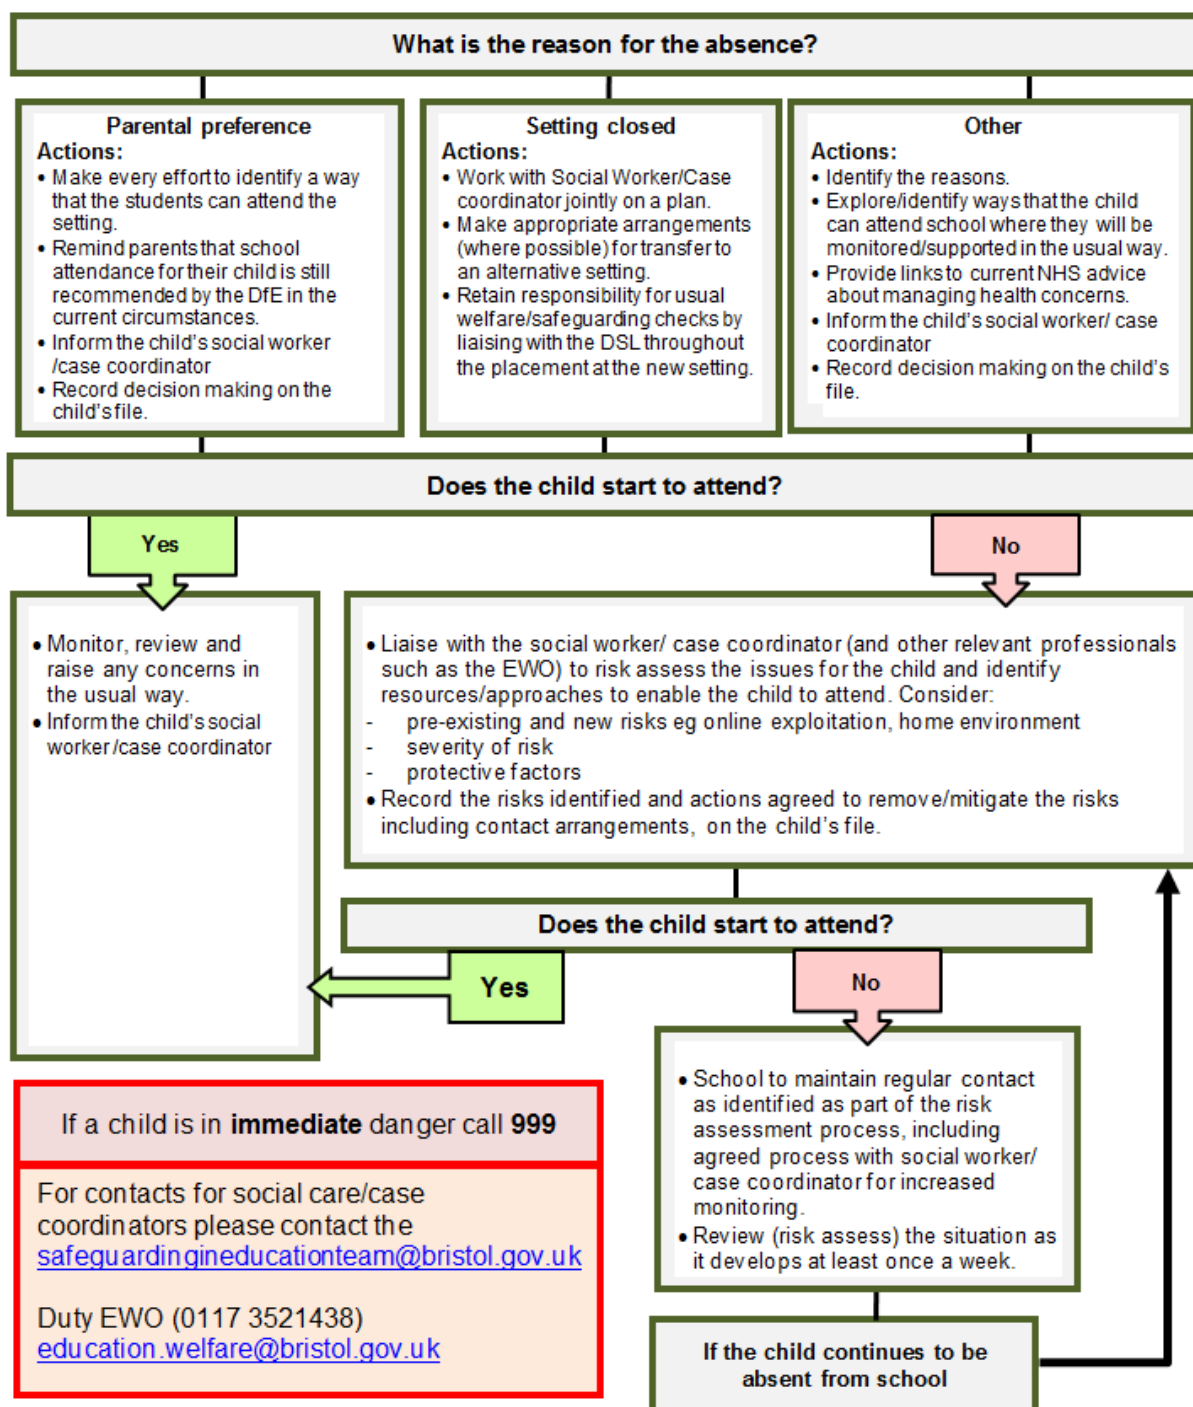 What is the reason for the absence?
Parental preference
Actions:
• Make every effort to identify a way
that the students can attend the
setting.
• Remind parents that school
attendance for their child is still
recommended by the DfE in the
current circumstances.
• Inform the child's social worker
/case coordinator
• Record decision making on the
child's file.
Setting closed
Actions:
• Work with Social Worker/Case
coordinator jointly on a plan.
• Make appropriate arrangements
(where possible) for transfer to
an alternative setting.
• Retain responsibility for usual
welfare/safeguarding checks by
liaising with the DSL throughout
the placement at the new setting.
Other
Actions:
• Identify the reasons.
• Explore/identify ways that the child
can attend school where they will be
monitored/supported in the usual way.
• Provide links to current NHS advice
about managing health concerns.
• Inform the child's social worker/ case
coordinator
• Record decision making on the child's
file.
Does the child start to attend?
Yes
No
• Monitor, review and
raise any concerns in
the usual way.
• Inform the child's social
worker/case coordinator
• Liaise with the social worker/ case coordinator (and other relevant professionals
such as the EWO) to risk assess the issues for the child and identify
resources/approaches to enable the child to attend. Consider:
- pre-existing and new risks eg online exploitation, home environment
- severity of risk
- protective factors
• Record the risks identified and actions agreed to remove/mitigate the risks
including contact arrangements, on the child's file.
Does the child start to attend?
Yes
No
• School to maintain regular contact
as identified as part of the risk
assessment process, including
agreed process with social worker/
case coordinator for increased
monitoring.
• Review (risk assess) the situation as
it develops at least once a week.
If the child continues to be
absent from school
If a child is in immediate danger call 999
For contacts for social care/case
coordinators please contact the
safeguardingineducationteam@bristol.gov.uk
Duty EWO (0117 3521438)
education.welfare@bristol.gov.uk